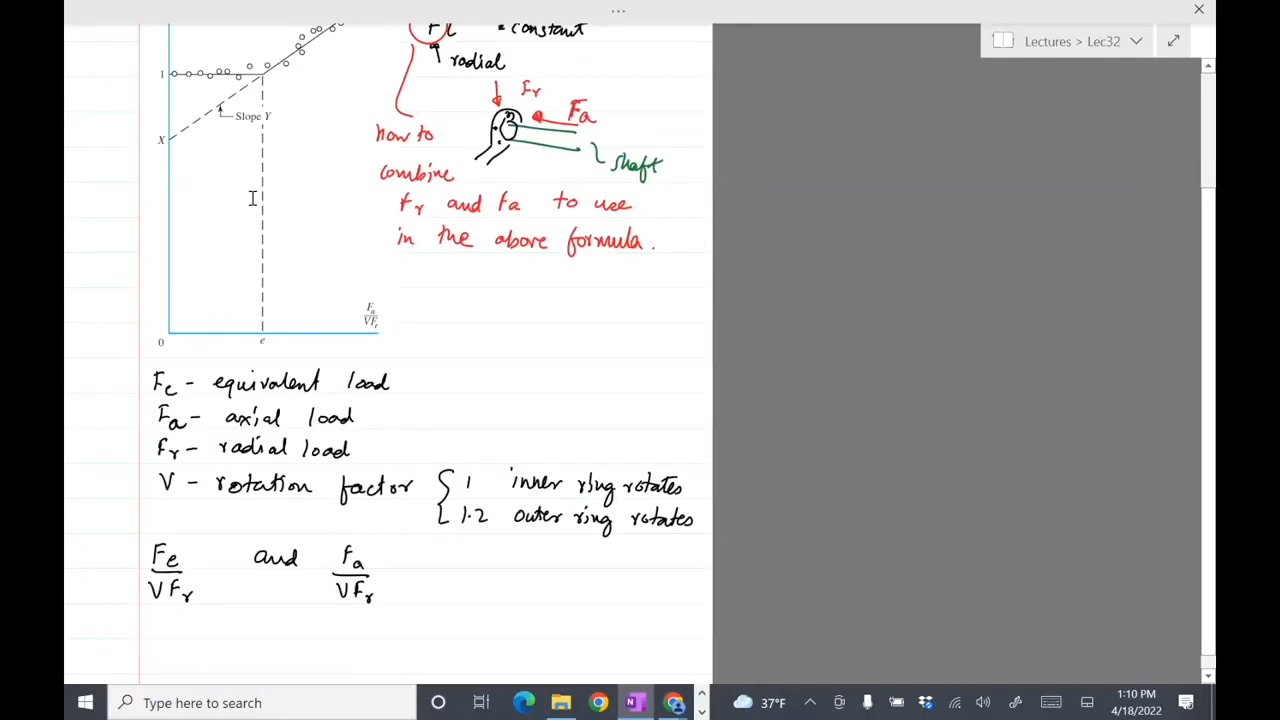 Lectures > Lec32
F L = constant
radial
1
Fr
Fa
Slope Y
how to
X
shaft
combine
Fr and Fa to use
in the above formula.
Fa
VFr
0
e
Fe - equivalent load
Fa - axial load
Fr - radial load
V - rotation factor { 1 inner ring rotates
1.2 outer ring rotates
Fe and Fa
VFr VFr
Type here to search
37°F
1:10 PM
4/18/2022